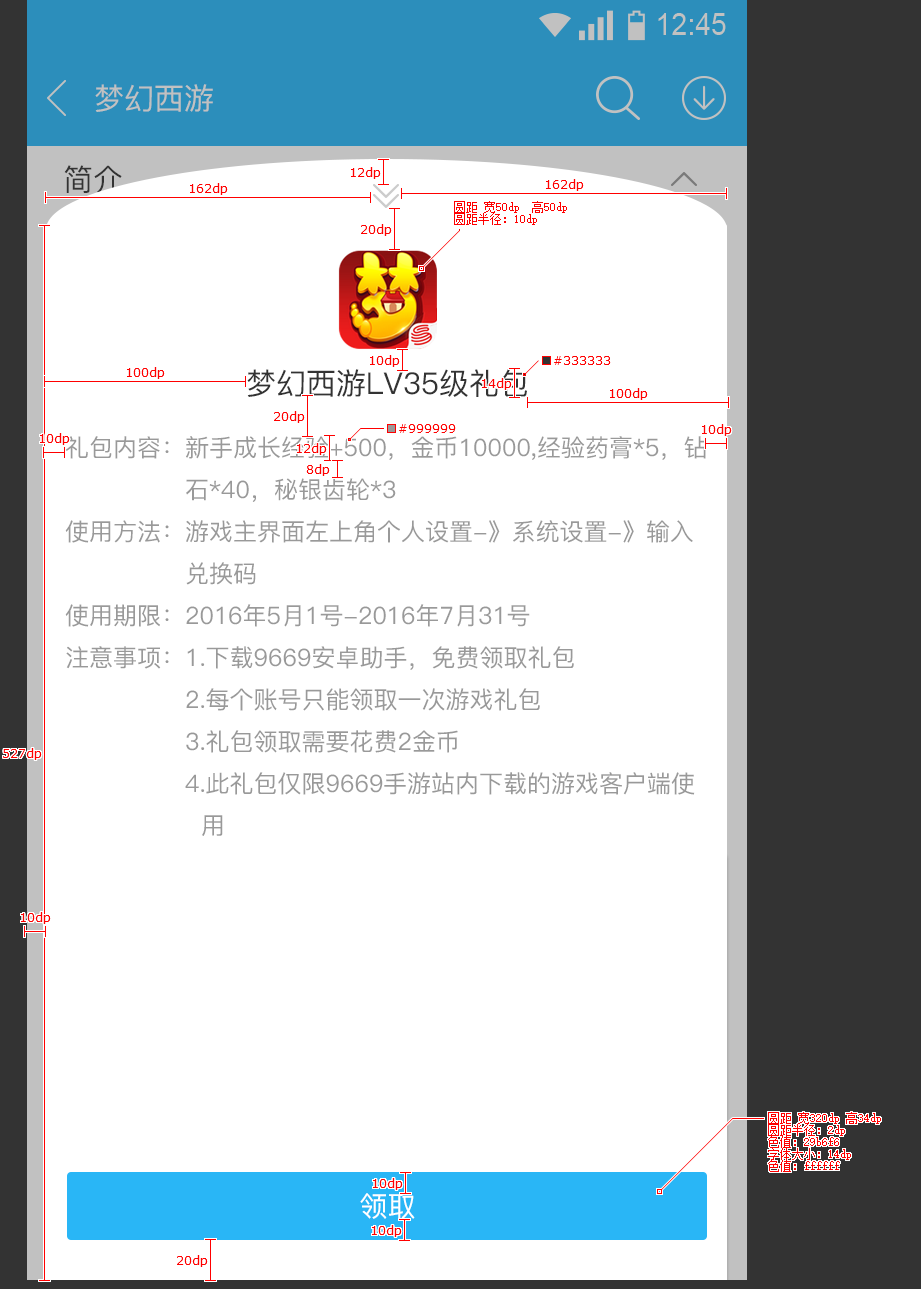 12:45
梦幻西游
简介
12dp
162dp
162dp
圆距 宽50dp 高50dp
圆距半径：10dp
20dp
梦
10dp
#333333
100dp
梦幻西游LV35级礼包
14dp
100dp
20dp
#999999
10dp
10dp
礼包内容：新手成长经验+500，金币10000,经验药膏*5，钻
12dp
8dp
石*40，秘银齿轮*3
使用方法：游戏主界面左上角个人设置-》系统设置-》输入
兑换码
使用期限：2016年5月1号-2016年7月31号
注意事项：1.下载9669安卓助手，免费领取礼包
2.每个账号只能领取一次游戏礼包
3.礼包领取需要花费2金币
527dp
4.此礼包仅限9669手游站内下载的游戏客户端使
用
10dp
圆距 宽320dp 高34dp
圆距半径：2dp
色值：29b6f6
字体大小：14dp
色值：ffffff
10dp
领取
10dp
20dp